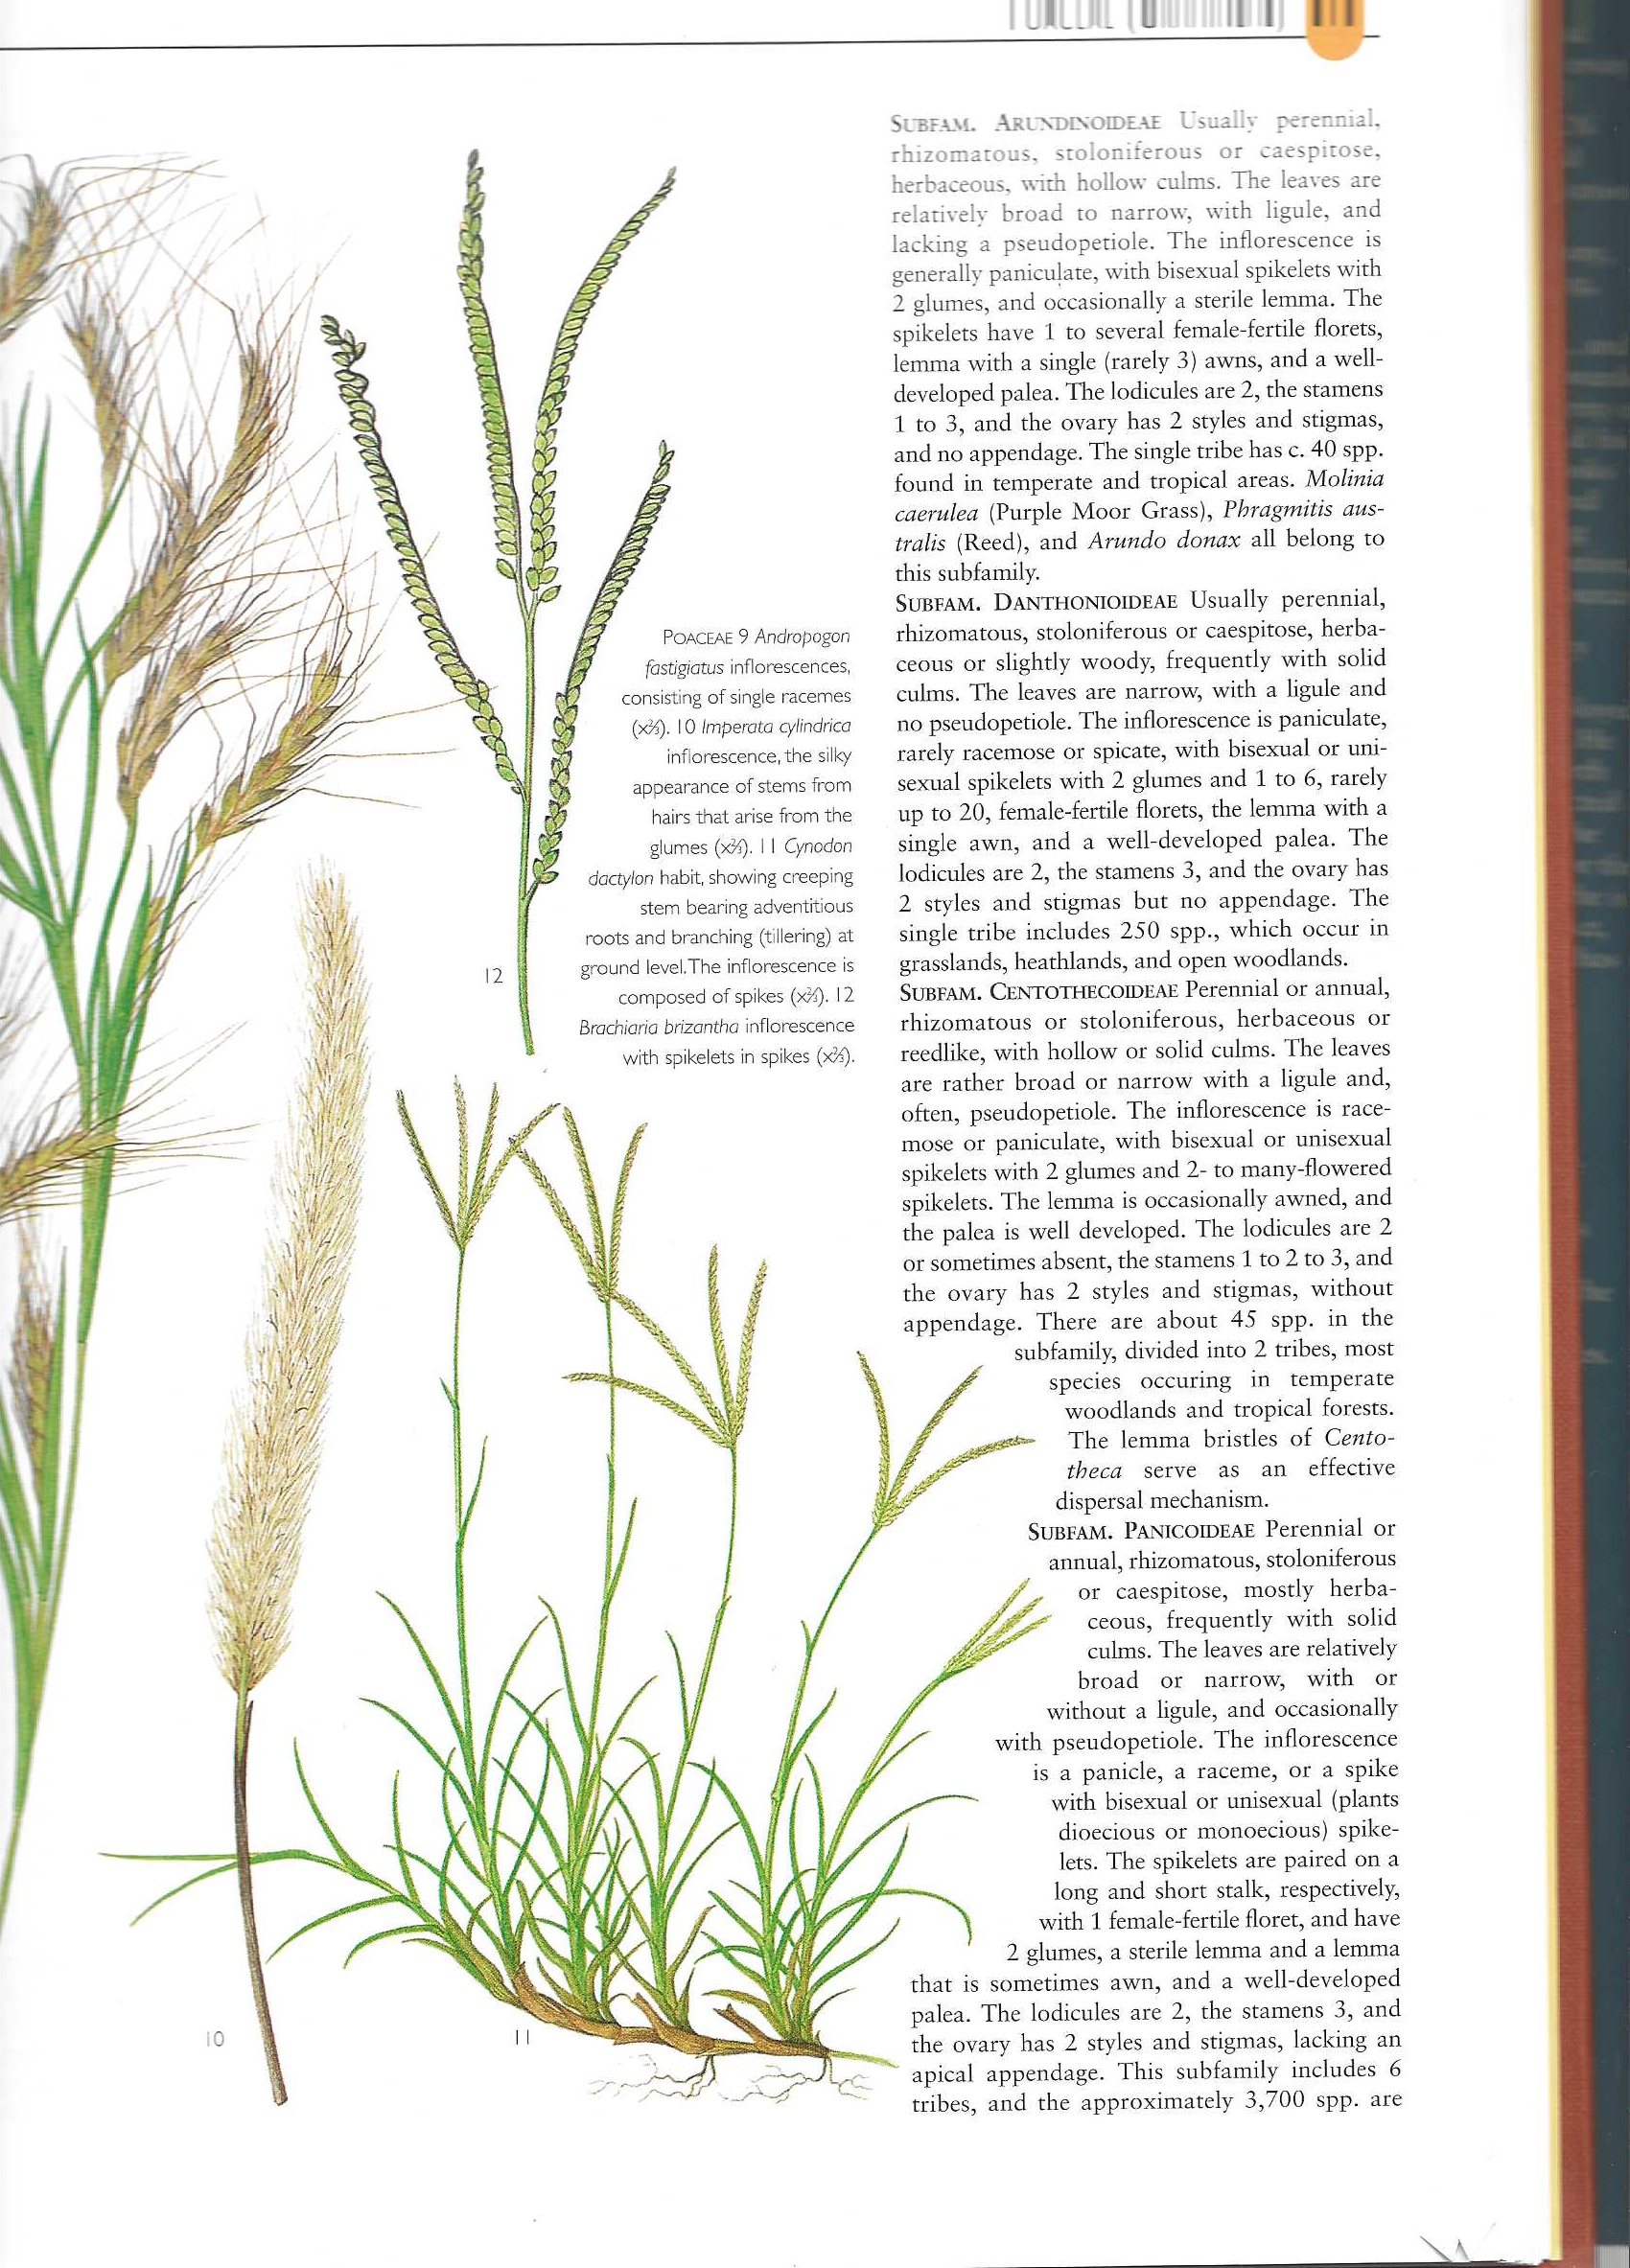 SUBFAM. ARUNDINOIDEAE Usually perennial,
rhizomatous, stoloniferous or caespitose,
herbaceous, with hollow culms. The leaves are
relatively broad to narrow, with ligule, and
lacking a pseudopetiole. The inflorescence is
generally paniculate, with bisexual spikelets with
2 glumes, and occasionally a sterile lemma. The
spikelets have 1 to several female-fertile florets,
lemma with a single (rarely 3) awns, and a well-
developed palea. The lodicules are 2, the stamens
1 to 3, and the ovary has 2 styles and stigmas,
and no appendage. The single tribe has c. 40 spp.
found in temperate and tropical areas. Molinia
caerulea (Purple Moor Grass), Phragmitis aus-
tralis (Reed), and Arundo donax all belong to
this subfamily.
SUBFAM. DANTHONIOIDEAE Usually perennial,
rhizomatous, stoloniferous or caespitose, herba-
ceous or slightly woody, frequently with solid
culms. The leaves are narrow, with a ligule and
no pseudopetiole. The inflorescence is paniculate,
rarely racemose or spicate, with bisexual or uni-
sexual spikelets with 2 glumes and 1 to 6, rarely
up to 20, female-fertile florets, the lemma with a
single awn, and a well-developed palea. The
lodicules are 2, the stamens 3, and the ovary has
2 styles and stigmas but no appendage. The
single tribe includes 250 spp., which occur in
grasslands, heathlands, and open woodlands.
SUBFAM. CENTOTHECOIDEAE Perennial or annual,
rhizomatous or stoloniferous, herbaceous or
reedlike, with hollow or solid culms. The leaves
are rather broad or narrow with a ligule and,
often, pseudopetiole. The inflorescence is race-
mose or paniculate, with bisexual or unisexual
spikelets with 2 glumes and 2- to many-flowered
spikelets. The lemma is occasionally awned, and
the palea is well developed. The lodicules are 2
or sometimes absent, the stamens 1 to 2 to 3, and
the ovary has 2 styles and stigmas, without
appendage. There are about 45 spp. in the
subfamily, divided into 2 tribes, most
species occuring in temperate
woodlands and tropical forests.
The lemma bristles of Cento-
theca serve as an effective
dispersal mechanism.
SUBFAM. PANICOIDEAE Perennial or
annual, rhizomatous, stoloniferous
or caespitose, mostly herba-
ceous, frequently with solid
culms. The leaves are relatively
broad or narrow, with or
without a ligule, and occasionally
with pseudopetiole. The inflorescence
is a panicle, a raceme, or a spike
with bisexual or unisexual (plants
dioecious or monoecious) spike-
lets. The spikelets are paired on a
long and short stalk, respectively,
with 1 female-fertile floret, and have
2 glumes, a sterile lemma and a lemma
that is sometimes awn, and a well-developed
palea. The lodicules are 2, the stamens 3, and
the ovary has 2 styles and stigmas, lacking an
apical appendage. This subfamily includes 6
tribes, and the approximately 3,700 spp. are
POACEAE 9 Andropogon
fastigiatus inflorescences,
consisting of single racemes
(x⅔). 10 Imperata cylindrica
inflorescence, the silky
appearance of stems from
hairs that arise from the
glumes (x⅔). 11 Cynodon
dactylon habit, showing creeping
stem bearing adventitious
roots and branching (tillering) at
ground level. The inflorescence is
composed of spikes (x⅔). 12
Brachiaria brizantha inflorescence
with spikelets in spikes (x⅔).
12
10
11